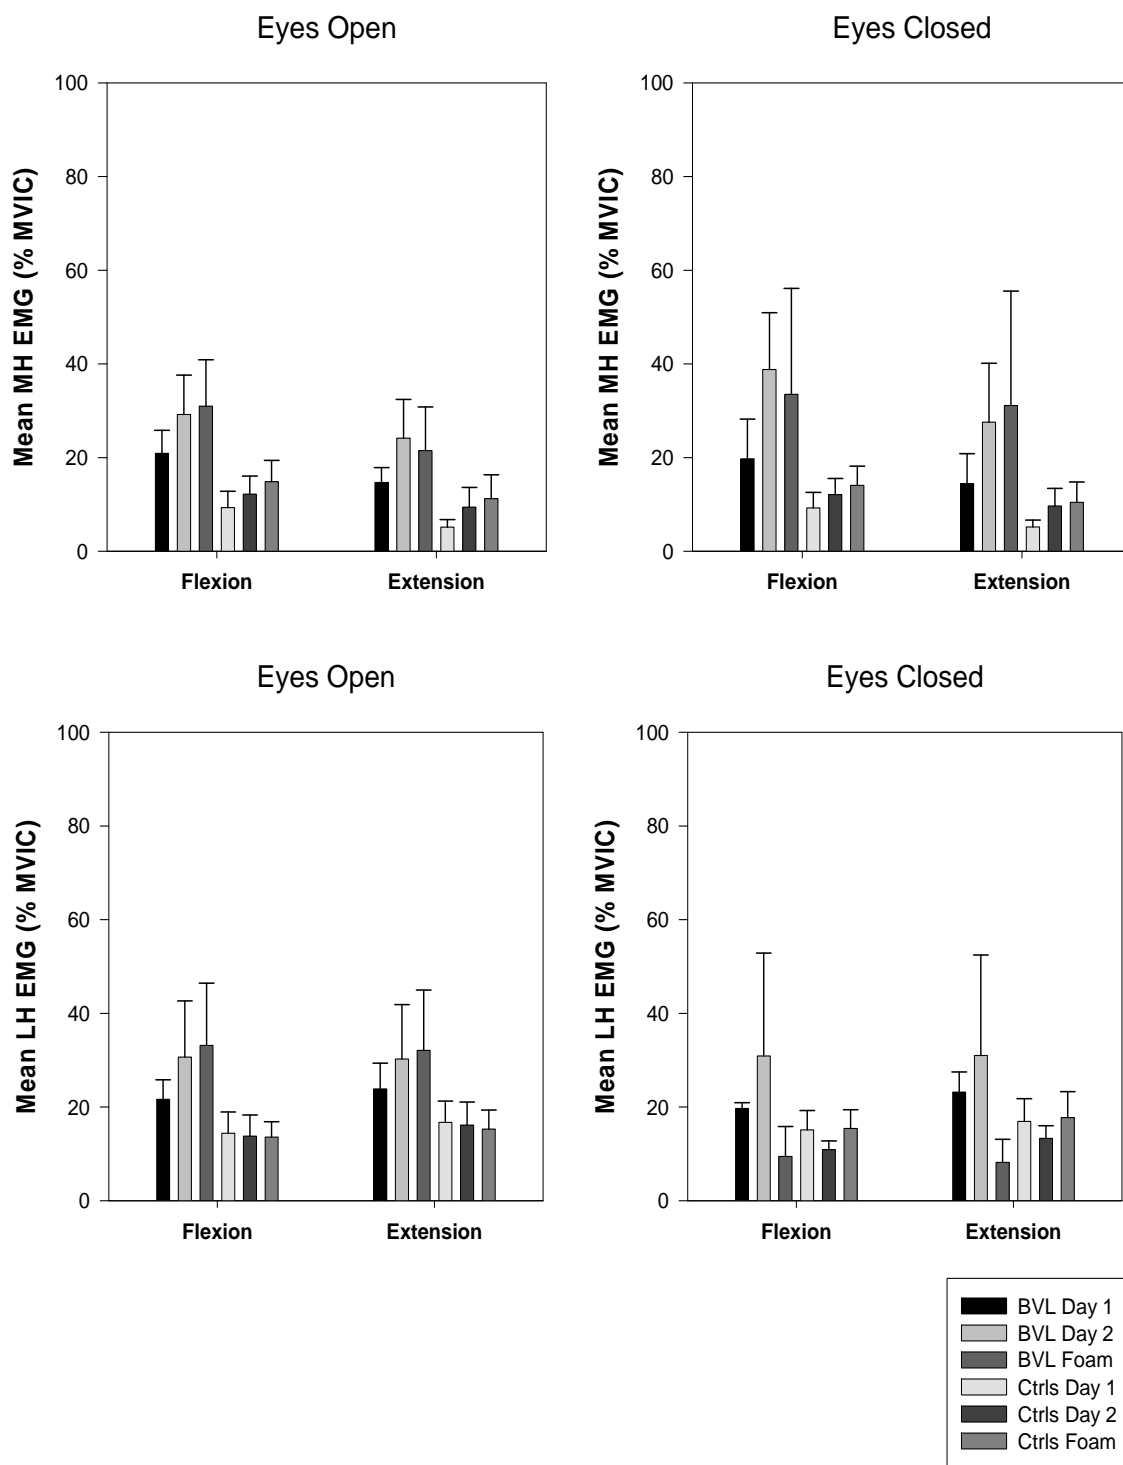 Eyes Open
Eyes Closed
Mean MH EMG (% MVIC)
100
80
60
40
20
0
Flexion
Extension
Mean MH EMG (% MVIC)
100
80
60
40
20
0
Flexion
Extension
Eyes Open
Eyes Closed
Mean LH EMG (% MVIC)
100
80
60
40
20
0
Flexion
Extension
Mean LH EMG (% MVIC)
100
80
60
40
20
0
Flexion
Extension
BVL Day 1
BVL Day 2
BVL Foam
Ctrls Day 1
Ctrls Day 2
Ctrls Foam